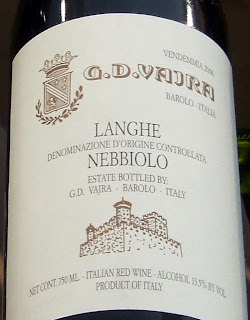 VENDEMMIA 2006
G.D.VAJRA
BAROLO - ITALIA
LANGHE
DENOMINAZIONE D'ORIGINE CONTROLLATA
NEBBIOLO
ESTATE BOTTLED BY:
G.D. VAJRA - BAROLO - ITALY
NET CONT. 750 ML. - ITALIAN RED WINE - ALCOHOL 13,5% BY VOL.
PRODUCT OF ITALY